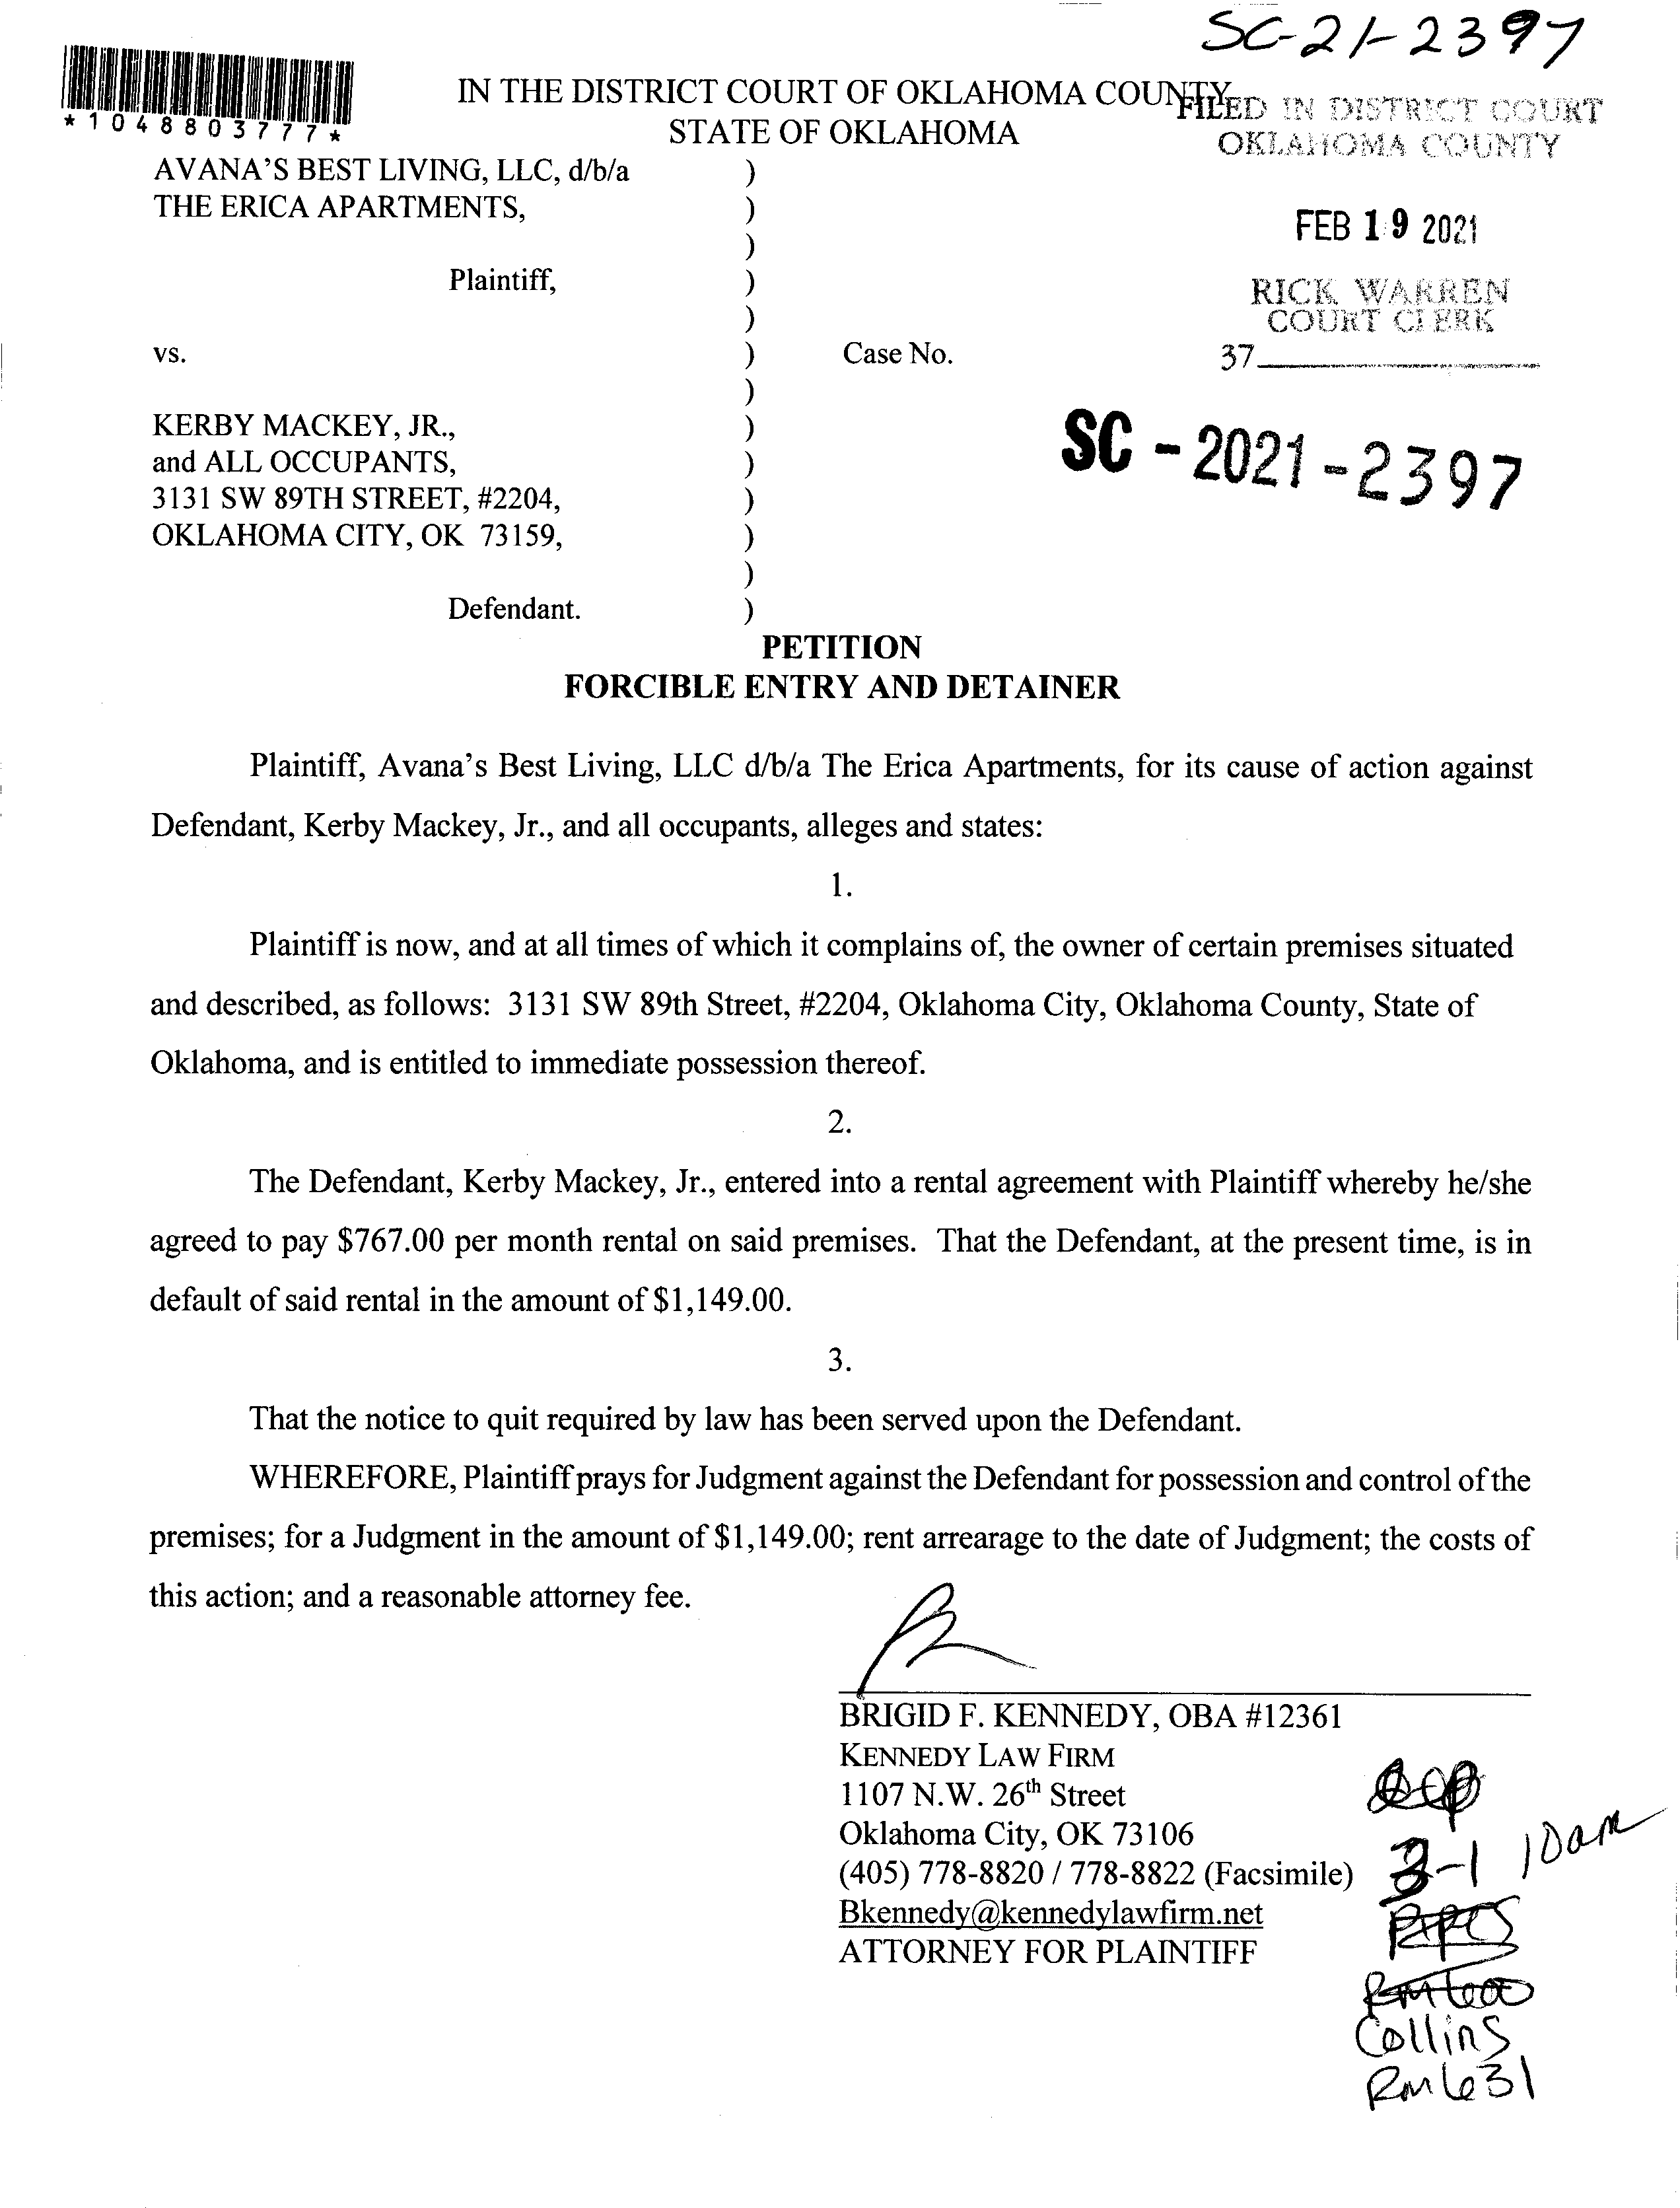 SC-21-2397
*1048803777*
IN THE DISTRICT COURT OF OKLAHOMA COUNTY
STATE OF OKLAHOMA
FILED IN DISTRICT COURT
OKLAHOMA COUNTY
FEB 19 2021
RICK WARREN
COURT CLERK
37
AVANA'S BEST LIVING, LLC, d/b/a )
THE ERICA APARTMENTS, )
)
Plaintiff, )
)
vs. ) Case No.
)
KERBY MACKEY, JR., )
and ALL OCCUPANTS, )
3131 SW 89TH STREET, #2204, )
OKLAHOMA CITY, OK 73159, )
)
Defendant. )
SC - 2021 - 2397
PETITION
FORCIBLE ENTRY AND DETAINER
Plaintiff, Avana's Best Living, LLC d/b/a The Erica Apartments, for its cause of action against
Defendant, Kerby Mackey, Jr., and all occupants, alleges and states:
1.
Plaintiff is now, and at all times of which it complains of, the owner of certain premises situated
and described, as follows: 3131 SW 89th Street, #2204, Oklahoma City, Oklahoma County, State of
Oklahoma, and is entitled to immediate possession thereof.
2.
The Defendant, Kerby Mackey, Jr., entered into a rental agreement with Plaintiff whereby he/she
agreed to pay $767.00 per month rental on said premises. That the Defendant, at the present time, is in
default of said rental in the amount of $1,149.00.
3.
That the notice to quit required by law has been served upon the Defendant.
WHEREFORE, Plaintiff prays for Judgment against the Defendant for possession and control of the
premises; for a Judgment in the amount of $1,149.00; rent arrearage to the date of Judgment; the costs of
this action; and a reasonable attorney fee.
BRIGID F. KENNEDY, OBA #12361
KENNEDY LAW FIRM
1107 N.W. 26th Street
Oklahoma City, OK 73106
(405) 778-8820 / 778-8822 (Facsimile)
Bkennedy@kennedylawfirm.net
ATTORNEY FOR PLAINTIFF
3-1 10am
Rm 600
Collins
Rm 631